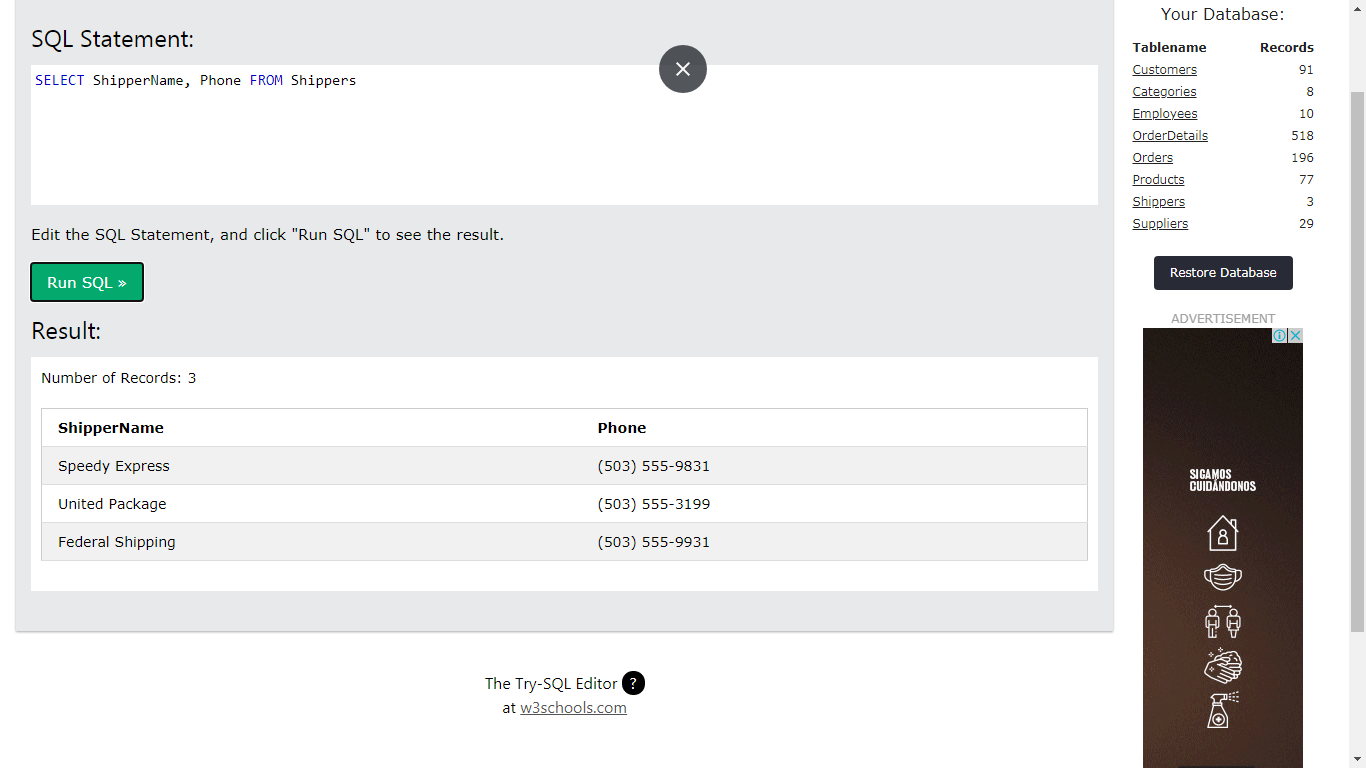 SQL Statement:
SELECT ShipperName, Phone FROM Shippers
Edit the SQL Statement, and click "Run SQL" to see the result.
Run SQL »
Result:
Number of Records: 3
ShipperName Phone
Speedy Express (503) 555-9831
United Package (503) 555-3199
Federal Shipping (503) 555-9931
The Try-SQL Editor ?
at w3schools.com
Your Database:
Tablename Records
Customers 91
Categories 8
Employees 10
OrderDetails 518
Orders 196
Products 77
Shippers 3
Suppliers 29
Restore Database
ADVERTISEMENT
SIGAMOS
CUIDÁNDONOS